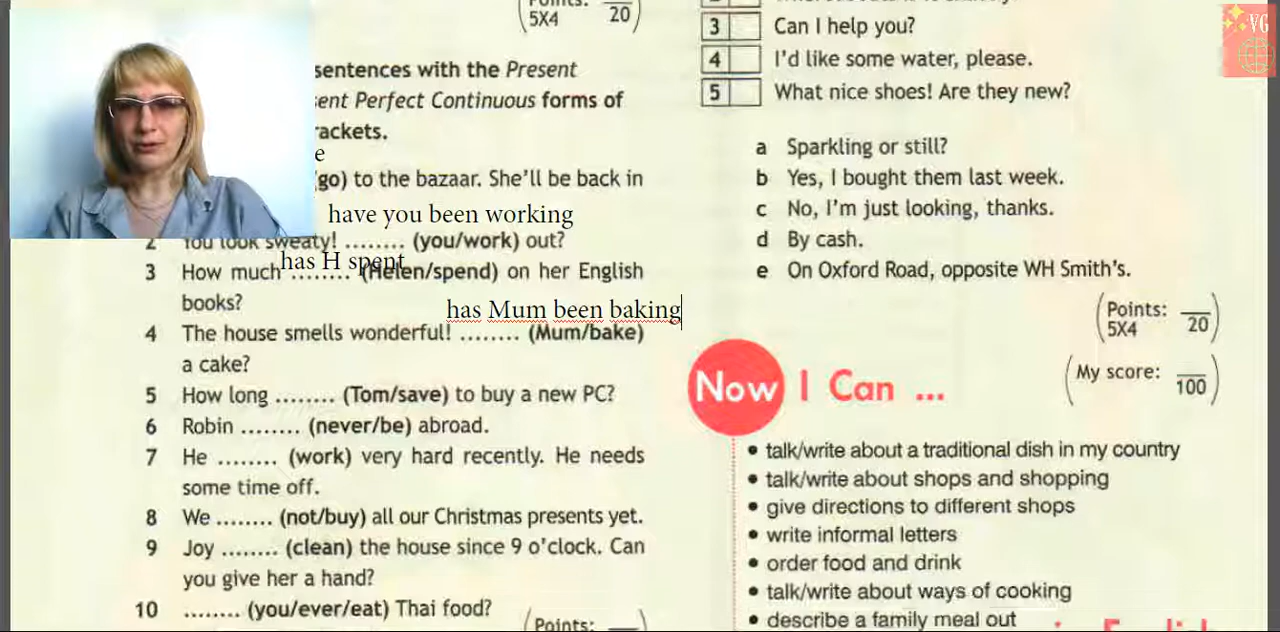 5X4 20
sentences with the Present
ent Perfect Continuous forms of
rackets.
e
(go) to the bazaar. She'll be back in
have you been working
2 You look sweaty! ........ (you/work) out?
has H spent
3 How much ........ (Helen/spend) on her English
books?
has Mum been baking
4 The house smells wonderful! ........ (Mum/bake)
a cake?
5 How long ........ (Tom/save) to buy a new PC?
6 Robin ........ (never/be) abroad.
7 He ........ (work) very hard recently. He needs
some time off.
8 We ........ (not/buy) all our Christmas presents yet.
9 Joy ........ (clean) the house since 9 o'clock. Can
you give her a hand?
10 ........ (you/ever/eat) Thai food?
(Points:
3 Can I help you?
4 I'd like some water, please.
5 What nice shoes! Are they new?
a Sparkling or still?
b Yes, I bought them last week.
c No, I'm just looking, thanks.
d By cash.
e On Oxford Road, opposite WH Smith's.
(Points: __
5X4 20)
(My score: __
100)
Now I Can ...
• talk/write about a traditional dish in my country
• talk/write about shops and shopping
• give directions to different shops
• write informal letters
• order food and drink
• talk/write about ways of cooking
• describe a family meal out
VG